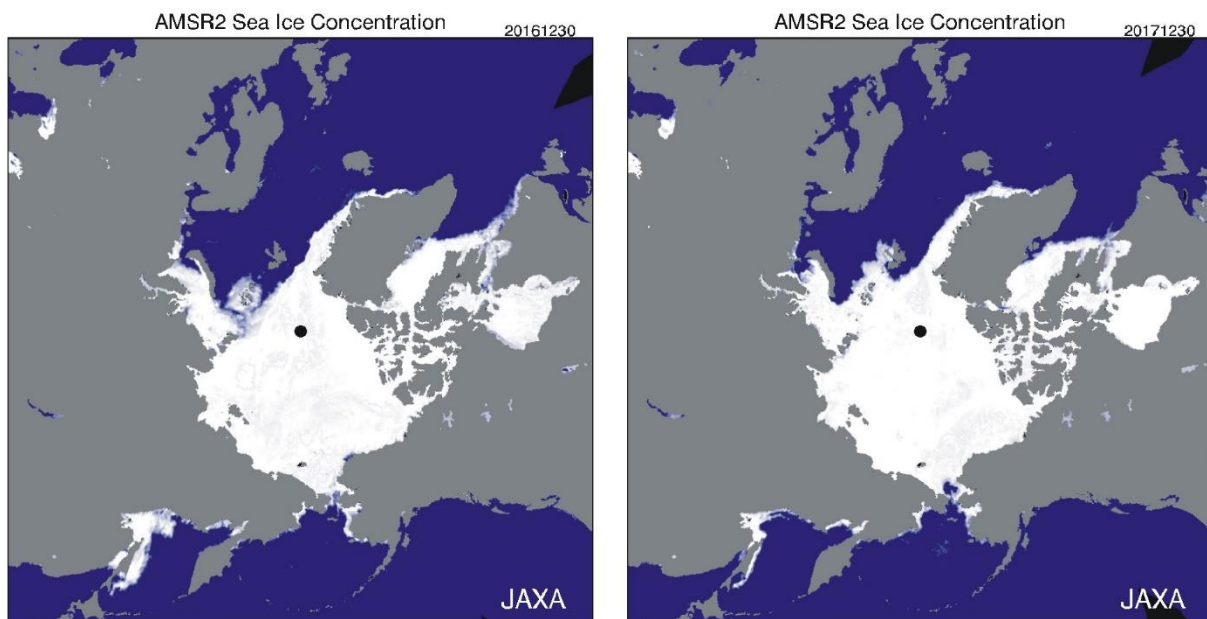 AMSR2 Sea Ice Concentration
20161230
JAXA
AMSR2 Sea Ice Concentration
20171230
JAXA